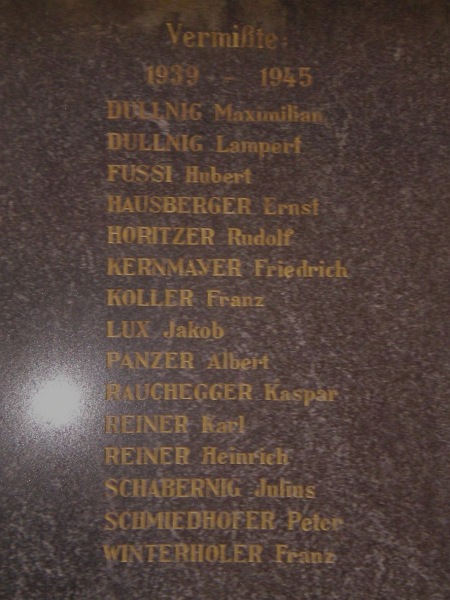 Vermißte:
1939 - 1945
DULLNIG Maximilian
DULLNIG Lampert
FUSSI Hubert
HAUSBERGER Ernst
HORITZER Rudolf
KERNMAYER Friedrich
KOLLER Franz
LUX Jakob
PANZER Albert
RAUCHEGGER Kaspar
REINER Karl
REINER Heinrich
SCHABERNIG Julius
SCHMIEDHOFER Peter
WINTERHOLER Franz